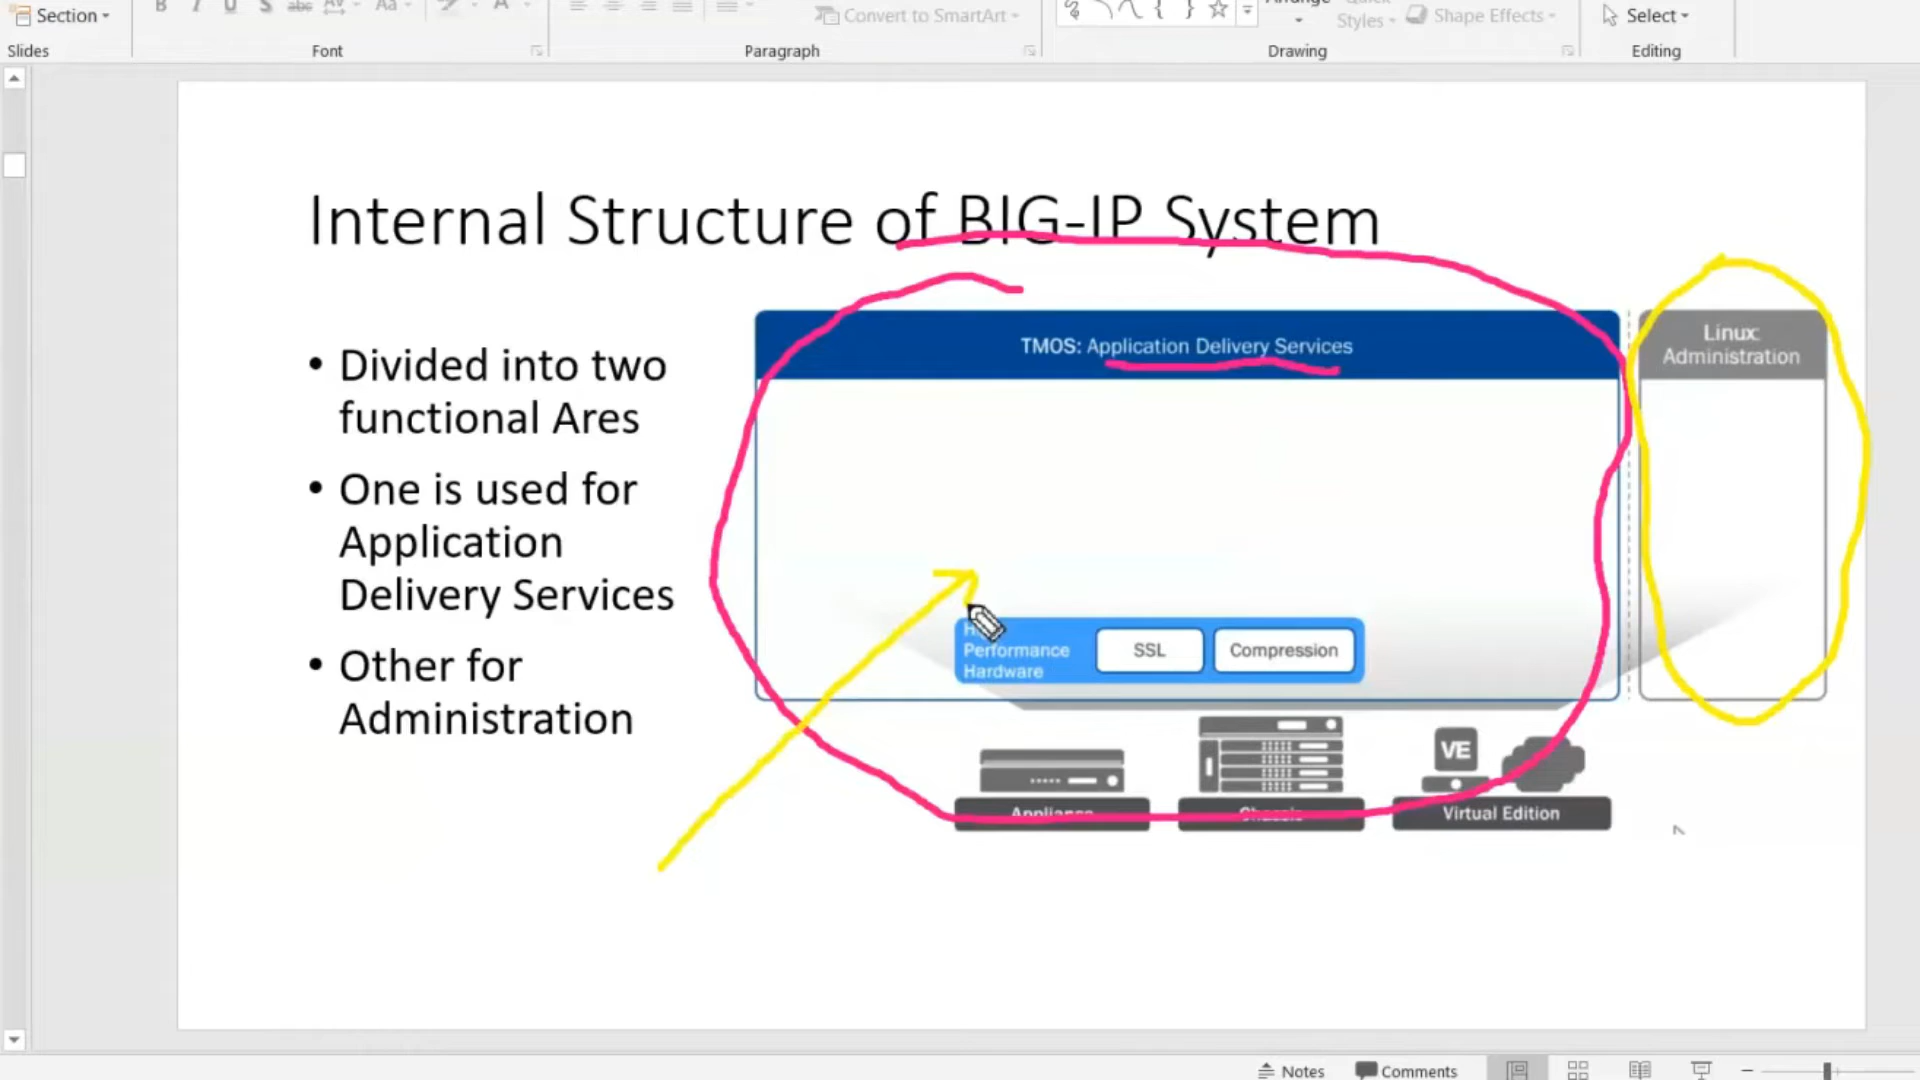 Section
Convert to SmartArt
Styles
Shape Effects
Select
Slides
Font
Paragraph
Drawing
Editing
Internal Structure of BIG-IP System
• Divided into two
functional Ares
• One is used for
Application
Delivery Services
• Other for
Administration
TMOS: Application Delivery Services
Linux:
Administration
Performance
Hardware
SSL
Compression
VE
Appliance
Chassis
Virtual Edition
Notes
Comments